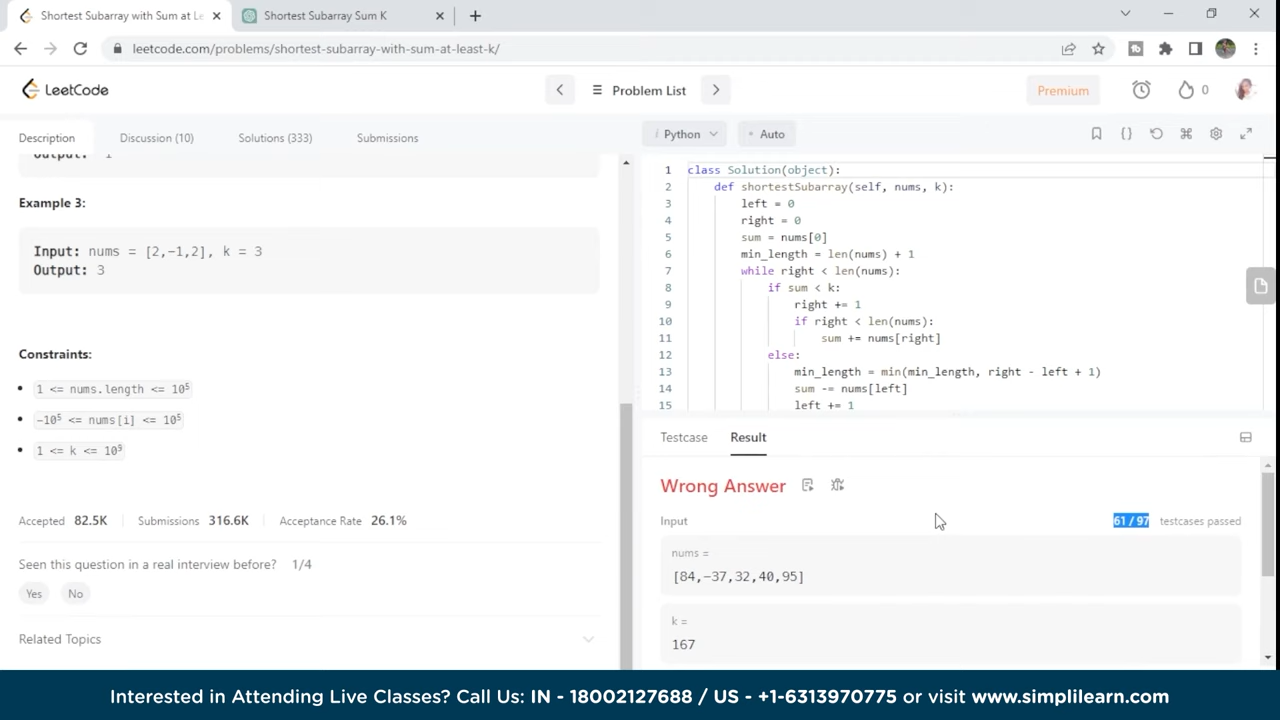 Shortest Subarray with Sum at Le
Shortest Subarray Sum K
leetcode.com/problems/shortest-subarray-with-sum-at-least-k/
LeetCode
Problem List
Premium
0
Description
Discussion (10)
Solutions (333)
Submissions
Output: 1
Example 3:
Input: nums = [2,-1,2], k = 3
Output: 3
Constraints:
• 1 <= nums.length <= 10⁵
• -10⁵ <= nums[i] <= 10⁵
• 1 <= k <= 10⁹
Accepted 82.5K Submissions 316.6K Acceptance Rate 26.1%
Seen this question in a real interview before? 1/4
Yes No
Related Topics
i Python
• Auto
1 class Solution(object):
2 def shortestSubarray(self, nums, k):
3 left = 0
4 right = 0
5 sum = nums[0]
6 min_length = len(nums) + 1
7 while right < len(nums):
8 if sum < k:
9 right += 1
10 if right < len(nums):
11 sum += nums[right]
12 else:
13 min_length = min(min_length, right - left + 1)
14 sum -= nums[left]
15 left += 1
Testcase
Result
Wrong Answer
Input
61 / 97 testcases passed
nums =
[84,-37,32,40,95]
k =
167
Interested in Attending Live Classes? Call Us: IN - 18002127688 / US - +1-6313970775 or visit www.simplilearn.com